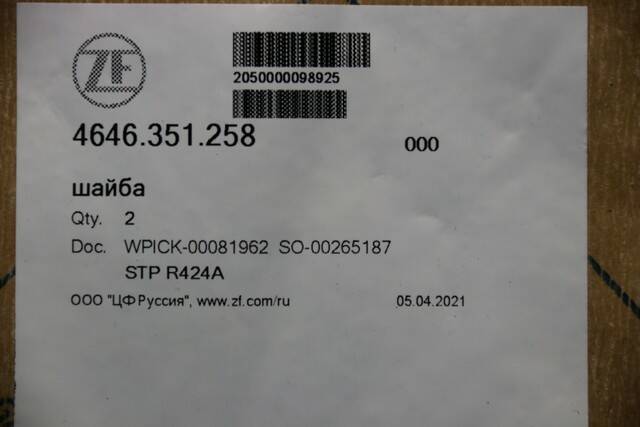 ZF
2050000098925
4646.351.258 000
шайба
Qty. 2
Doc. WPICK-00081962 SO-00265187
STP R424A
ООО "ЦФ Руссия", www.zf.com/ru 05.04.2021